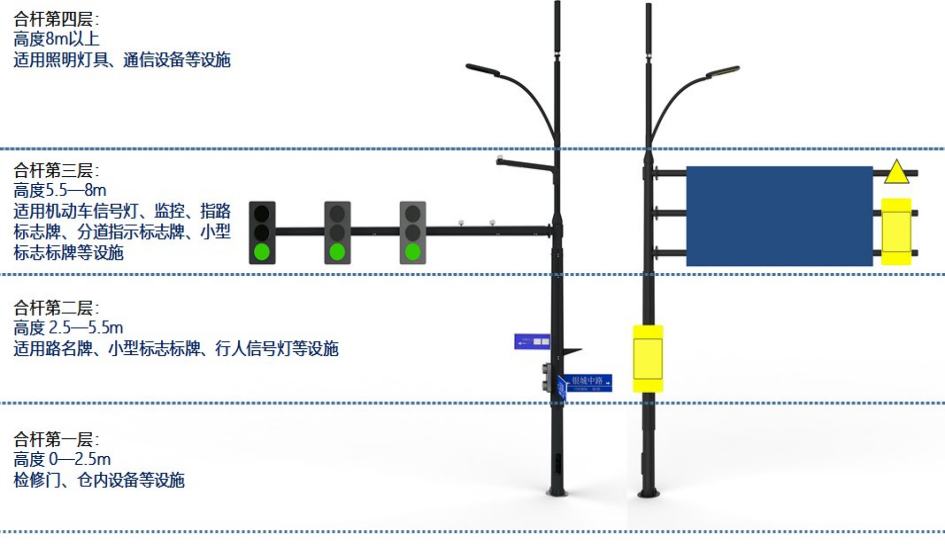 合杆第四层：
高度8m以上
适用照明灯具、通信设备等设施
合杆第三层：
高度5.5—8m
适用机动车信号灯、监控、指路
标志牌、分道指示标志牌、小型
标志标牌等设施
合杆第二层：
高度 2.5—5.5m
适用路名牌、小型标志标牌、行人信号灯等设施
银城中路
合杆第一层：
高度 0—2.5m
检修门、仓内设备等设施